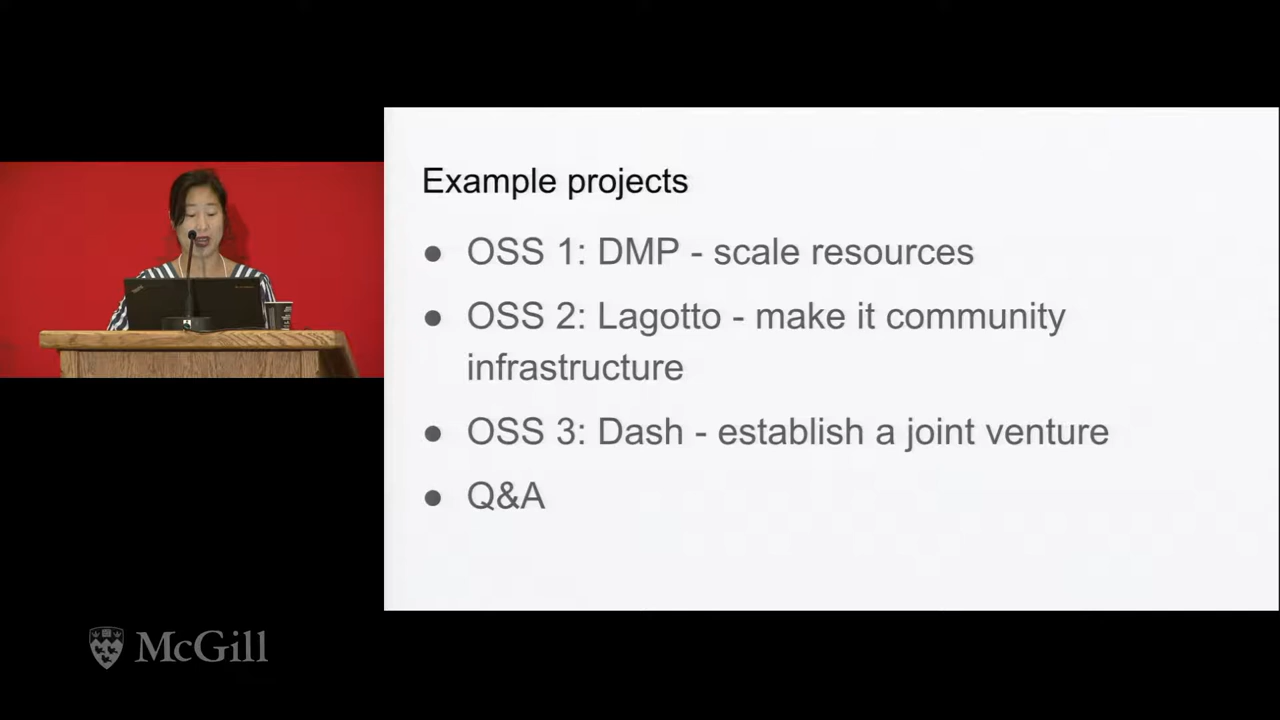 Example projects
● OSS 1: DMP - scale resources
● OSS 2: Lagotto - make it community
infrastructure
● OSS 3: Dash - establish a joint venture
● Q&A
McGill